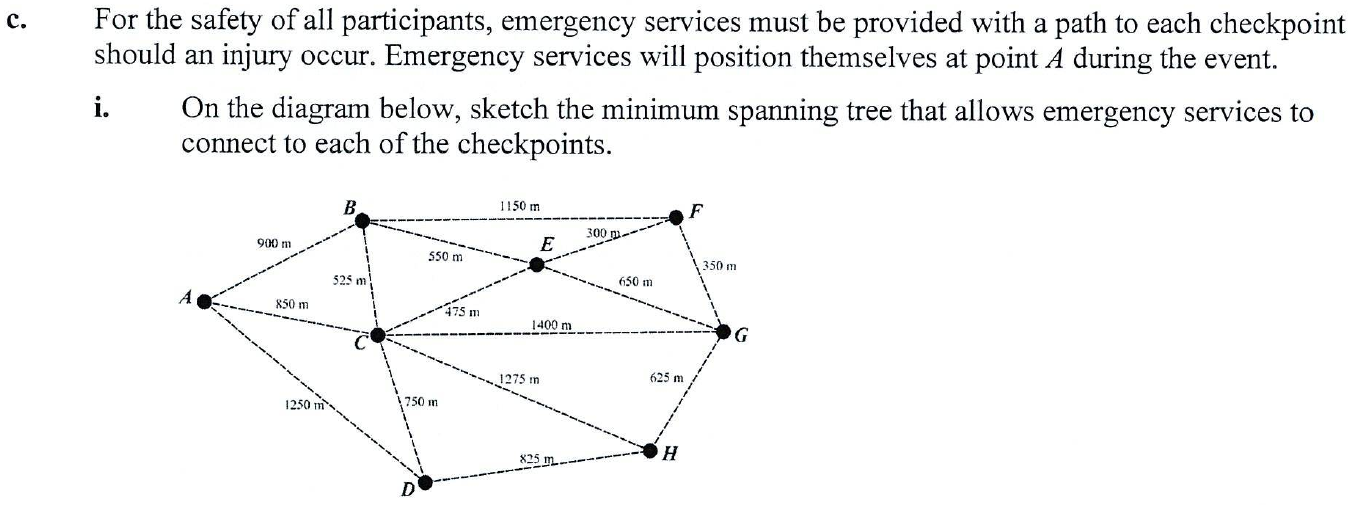 c. For the safety of all participants, emergency services must be provided with a path to each checkpoint
should an injury occur. Emergency services will position themselves at point A during the event.
i. On the diagram below, sketch the minimum spanning tree that allows emergency services to
connect to each of the checkpoints.
B
1150 m
F
900 m
E
300 m
550 m
350 m
525 m
650 m
A
850 m
475 m
1400 m
C
G
1275 m
625 m
1250 m
750 m
825 m
H
D